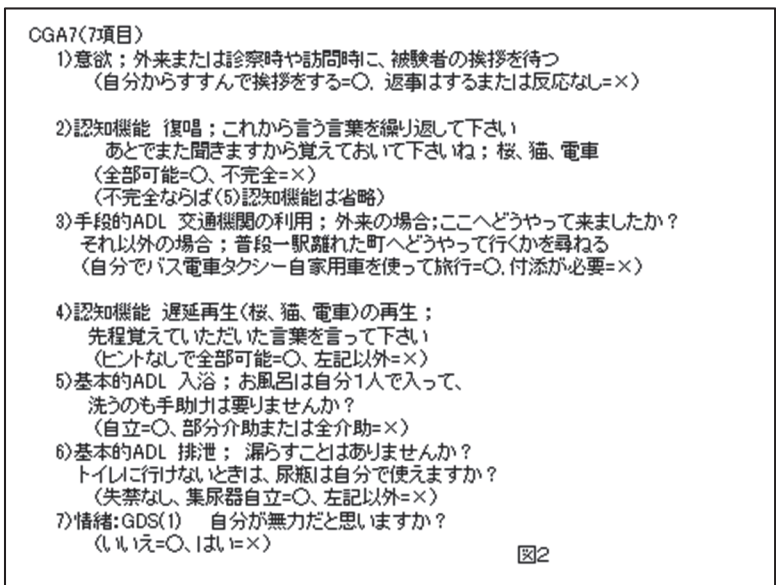 CGA7(7項目)
1)意欲；外来または診察時や訪問時に、被験者の挨拶を待つ
(自分からすすんで挨拶をする=〇. 返事はするまたは反応なし=×)
2)認知機能 復唱；これから言う言葉を繰り返して下さい
あとでまた聞きますから覚えておいて下さいね；桜、猫、電車
(全部可能=〇、不完全=×)
(不完全ならば(5)認知機能は省略)
3)手段的ADL 交通機関の利用；外来の場合;ここへどうやって来ましたか？
それ以外の場合；普段一駅離れた町へどうやって行くかを尋ねる
(自分でバス電車タクシー自家用車を使って旅行=〇.付添が必要=×)
4)認知機能 遅延再生(桜、猫、電車)の再生；
先程覚えていただいた言葉を言って下さい
(ヒントなしで全部可能=〇、左記以外=×)
5)基本的ADL 入浴；お風呂は自分1人で入って、
洗うのも手助けは要りませんか？
(自立=〇、部分介助または全介助=×)
6)基本的ADL 排泄； 漏らすことはありませんか？
トイレに行けないときは、尿瓶は自分で使えますか？
(失禁なし、集尿器自立=〇、左記以外=×)
7)情緒:GDS(1) 自分が無力だと思いますか？
(いいえ=〇、はい=×)
図2